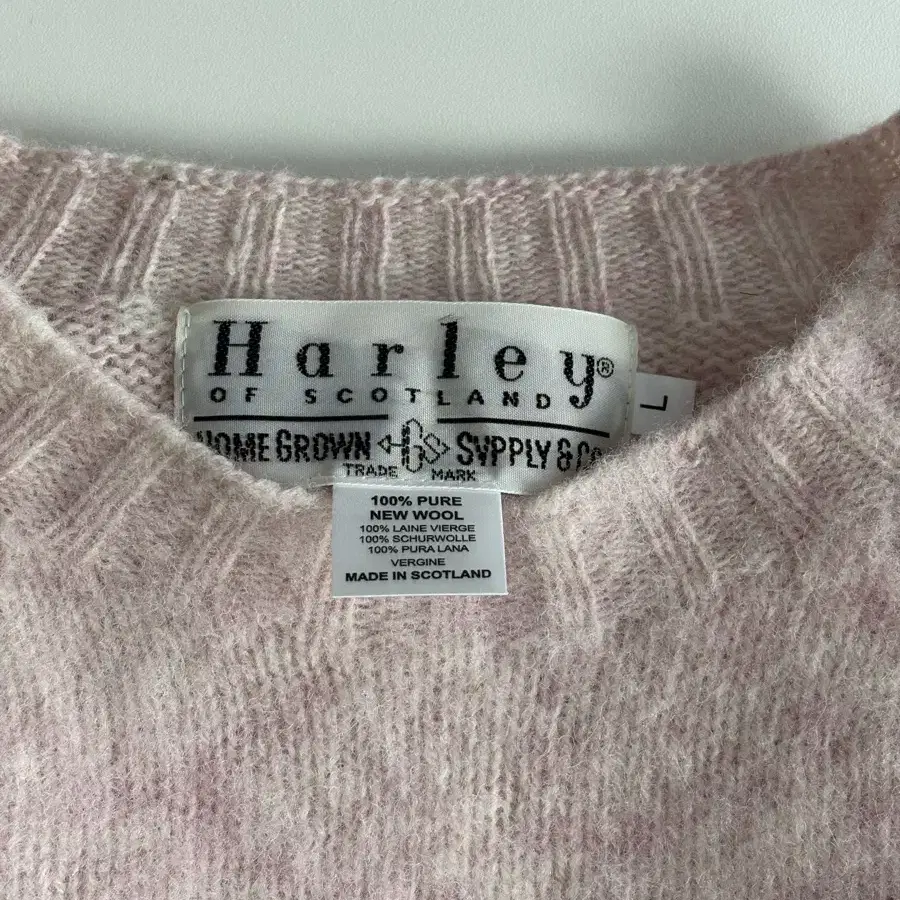 Harley®
OF SCOTLAND
HOME GROWN HGS SVPPLY & Co
TRADE MARK
L
100% PURE
NEW WOOL
100% LAINE VIERGE
100% SCHURWOLLE
100% PURA LANA
VERGINE
MADE IN SCOTLAND